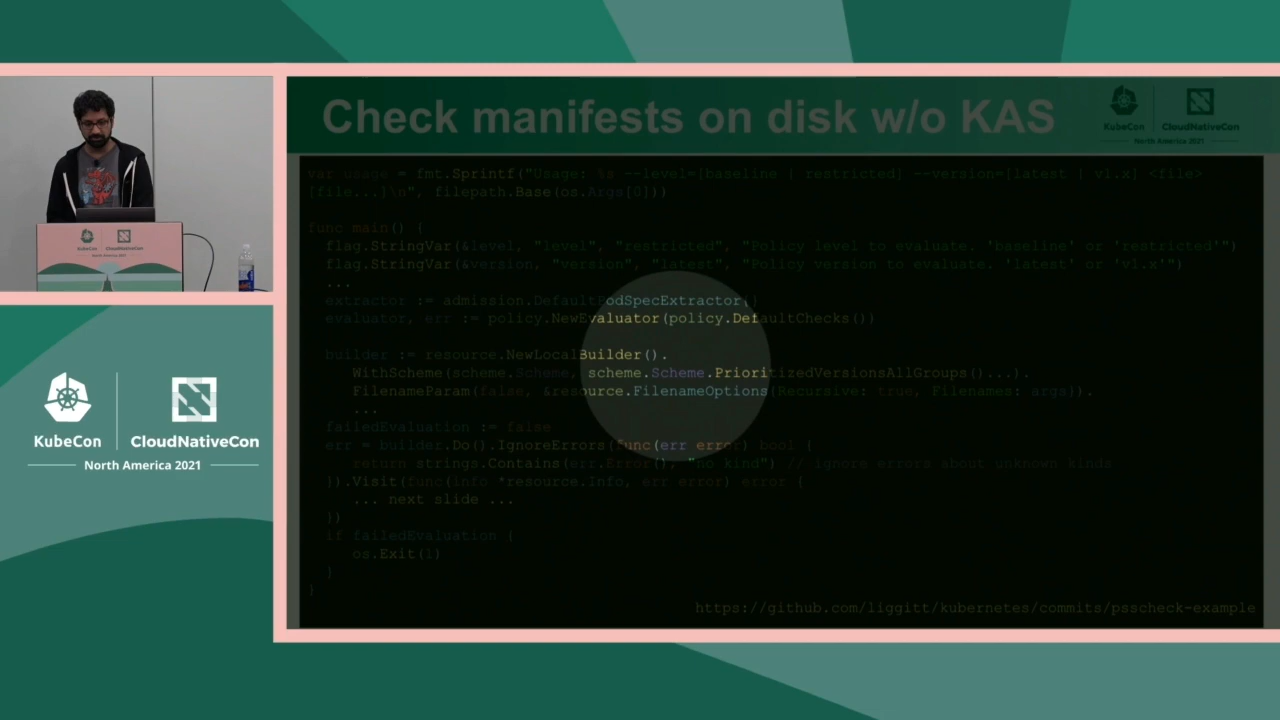 Check manifests on disk w/o KAS
KubeCon
CloudNativeCon
North America 2021
var usage = fmt.Sprintf("Usage: %s --level=[baseline | restricted] --version=[latest | v1.x] <file>
[file...]\n", filepath.Base(os.Args[0]))
func main() {
flag.StringVar(&level, "level", "restricted", "Policy level to evaluate. 'baseline' or 'restricted'")
flag.StringVar(&version, "version", "latest", "Policy version to evaluate. 'latest' or 'v1.x'")
...
extractor := admission.DefaultPodSpecExtractor{}
evaluator, err := policy.NewEvaluator(policy.DefaultChecks())
builder := resource.NewLocalBuilder().
WithScheme(scheme.Scheme, scheme.Scheme.PrioritizedVersionsAllGroups()...).
FilenameParam(false, &resource.FilenameOptions{Recursive: true, Filenames: args}).
...
failedEvaluation := false
err = builder.Do().IgnoreErrors(func(err error) bool {
return strings.Contains(err.Error(), "no kind") // ignore errors about unknown kinds
}).Visit(func(info *resource.Info, err error) error {
... next slide ...
})
if failedEvaluation {
os.Exit(1)
}
}
https://github.com/liggitt/kubernetes/commits/psscheck-example
KubeCon
CloudNativeCon
North America 2021
KubeCon
CloudNativeCon
North America 2021